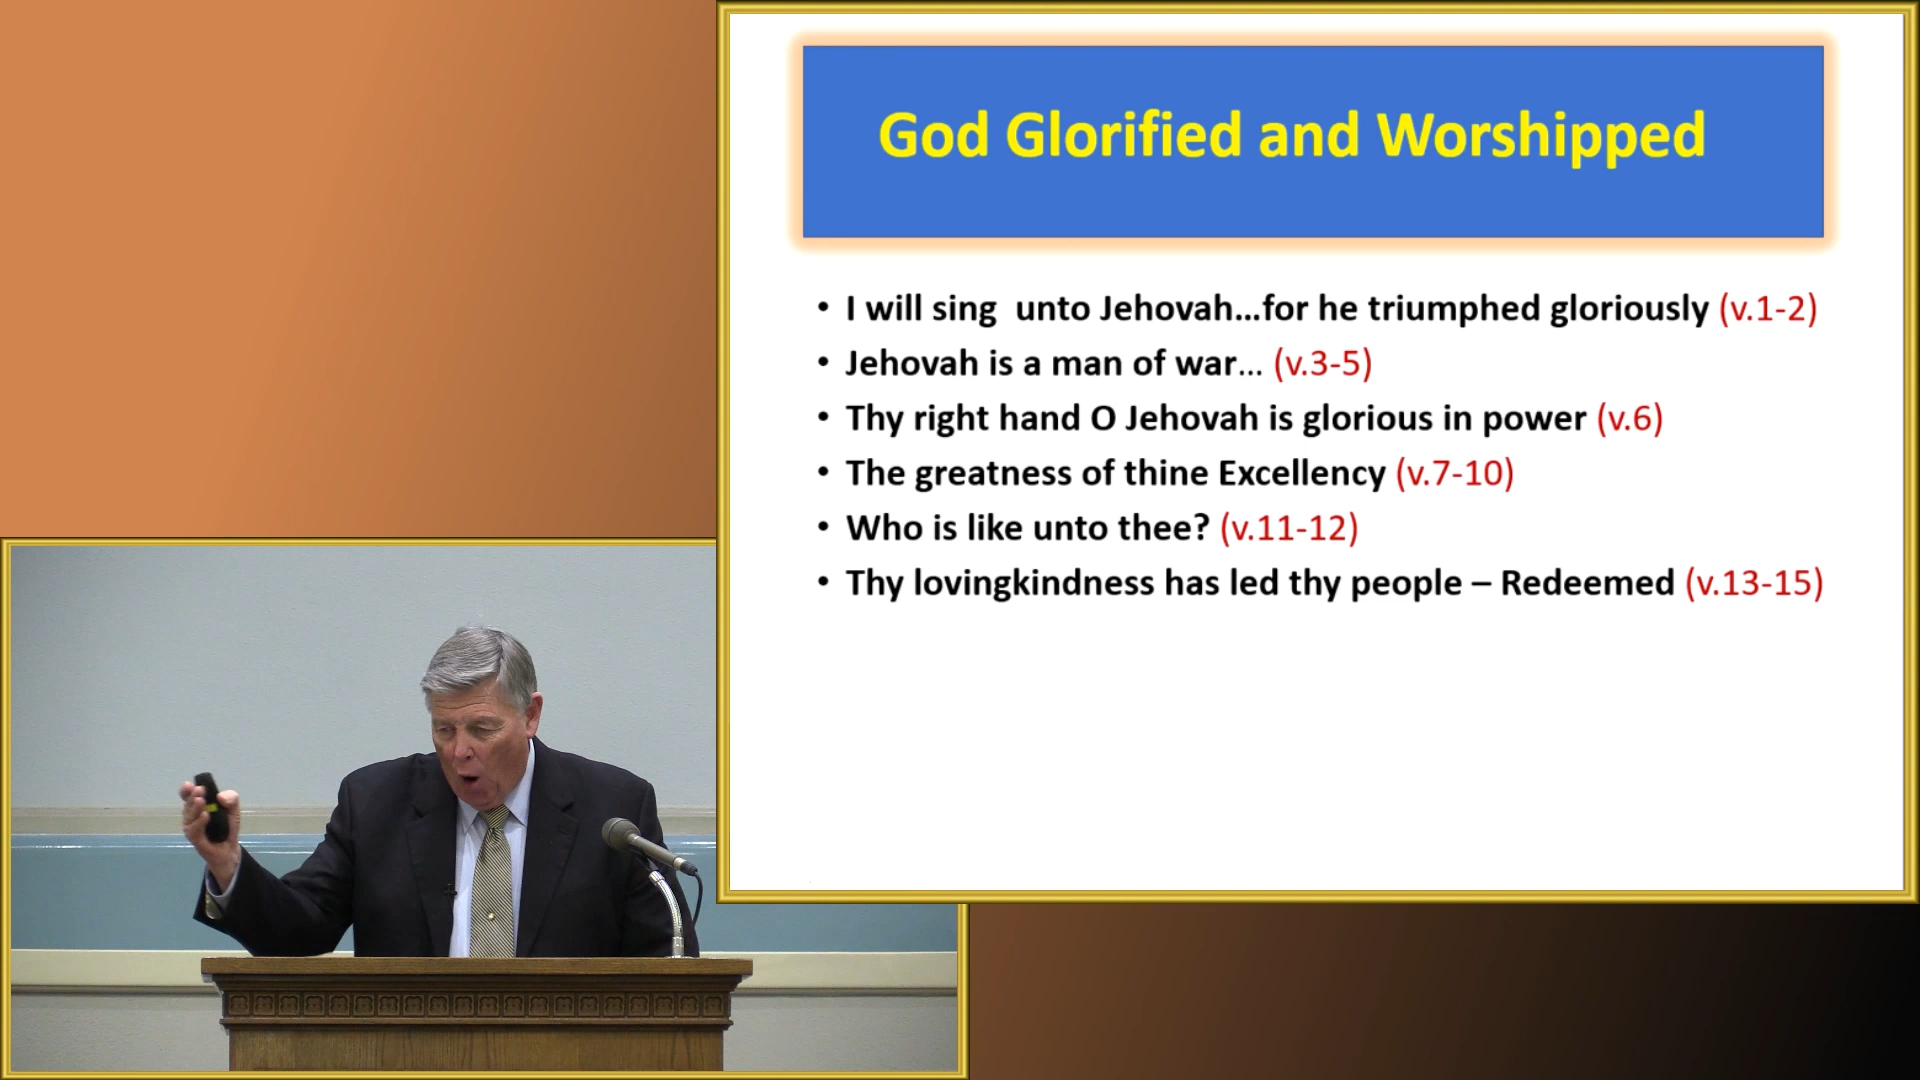 God Glorified and Worshipped
• I will sing  unto Jehovah...for he triumphed gloriously (v.1-2)
• Jehovah is a man of war... (v.3-5)
• Thy right hand O Jehovah is glorious in power (v.6)
• The greatness of thine Excellency (v.7-10)
• Who is like unto thee? (v.11-12)
• Thy lovingkindness has led thy people – Redeemed (v.13-15)